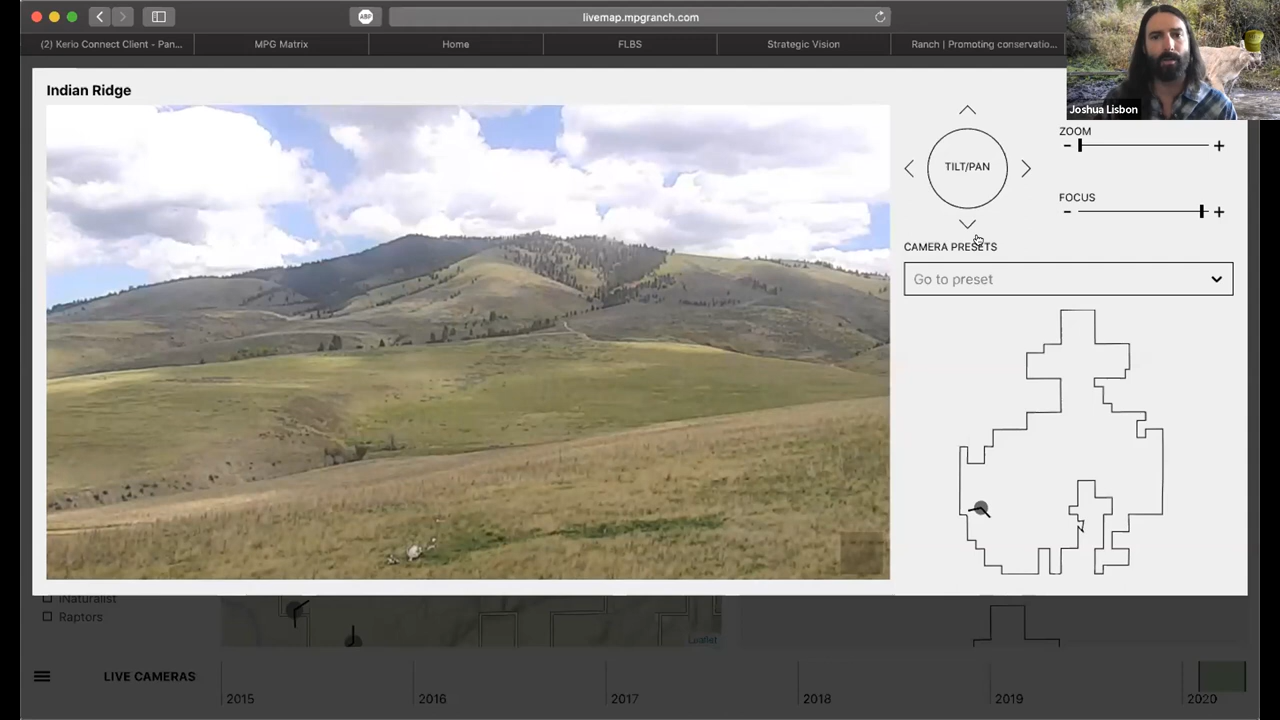 livemap.mpgranch.com
(2) Kerio Connect Client - Pan...
MPG Matrix
Home
FLBS
Strategic Vision
Ranch | Promoting conservatio...
Joshua Lisbon
Indian Ridge
TILT/PAN
ZOOM
- +
FOCUS
- +
CAMERA PRESETS
Go to preset
iNaturalist
Raptors
Leaflet
LIVE CAMERAS
2015
2016
2017
2018
2019
2020
ABP